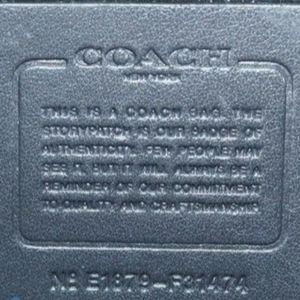 COACH
NEW YORK
THIS IS A COACH BAG. THE
STORYPATCH IS OUR BADGE OF
AUTHENTICITY. FEW PEOPLE MAY
SEE IT, BUT IT WILL ALWAYS BE A
REMINDER OF OUR COMMITMENT
TO QUALITY AND CRAFTSMANSHIP.
Nº E1879-F31474